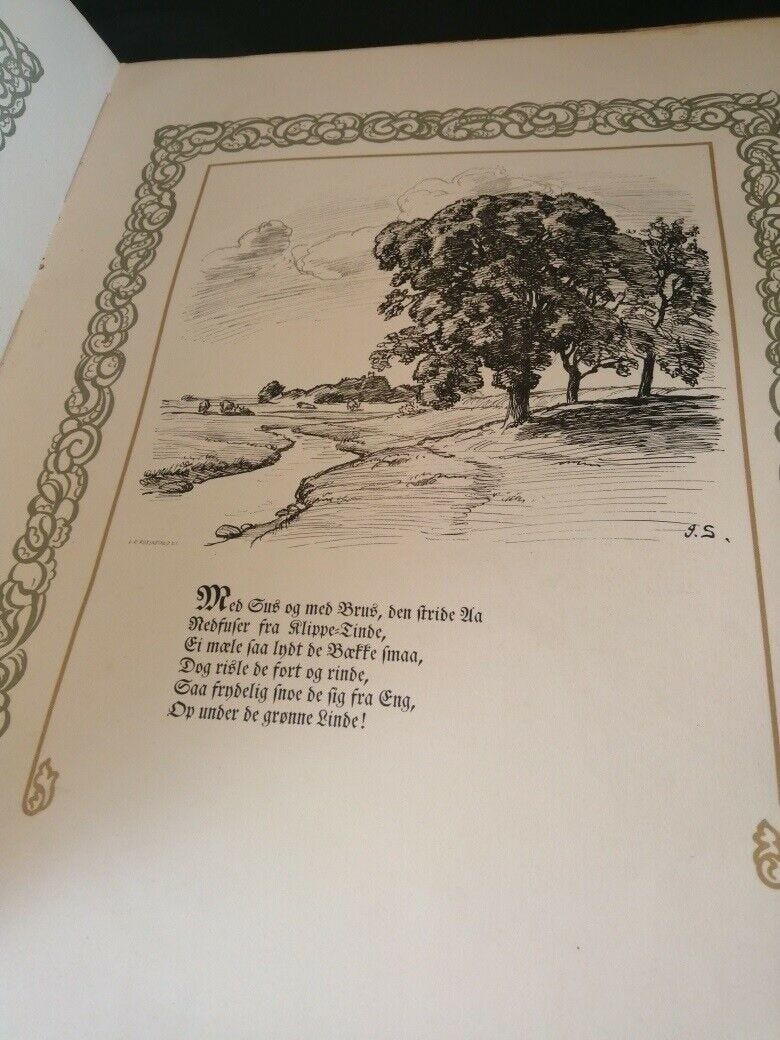 J.S.
Med Sus og med Brus, den stride Aa
Nedfuser fra Klippe-Tinde,
Ei mæle saa lydt de Bække smaa,
Dog risle de fort og rinde,
Saa frydelig snoe de sig fra Eng,
Op under de grønne Linde!